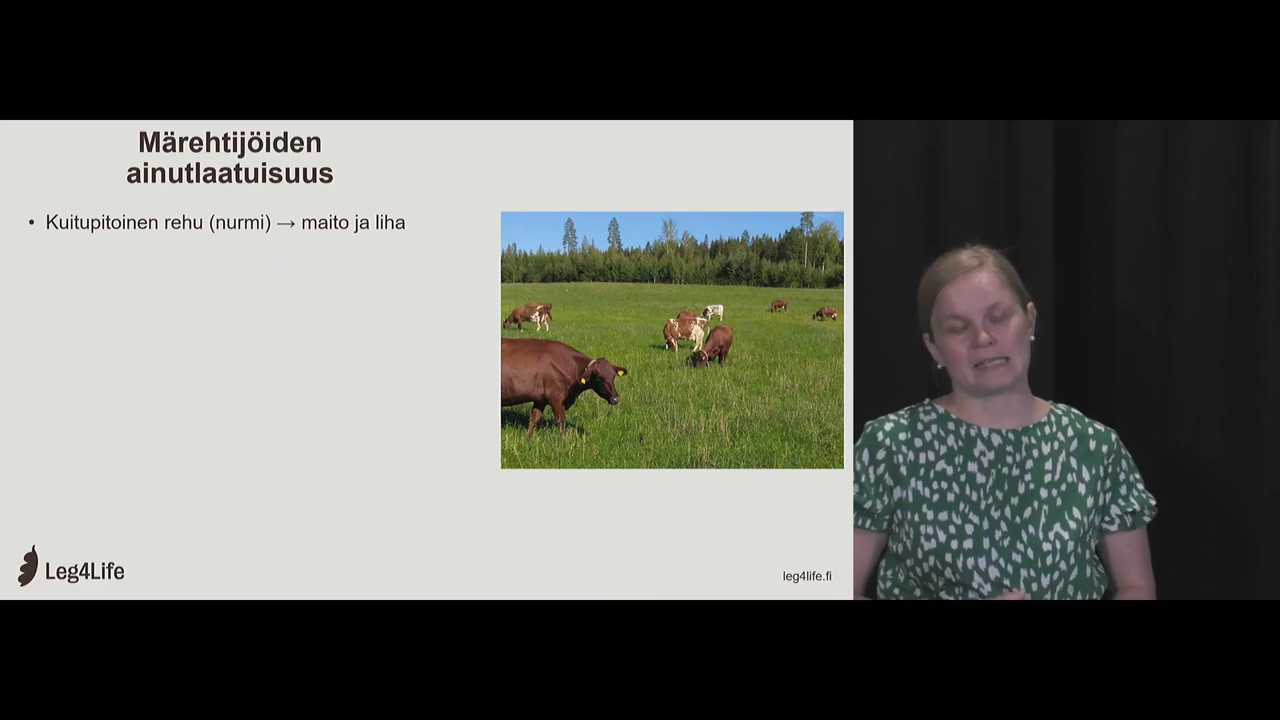 Märehtijöiden
ainutlaatuisuus
• Kuitupitoinen rehu (nurmi) → maito ja liha
Leg4Life
leg4life.fi